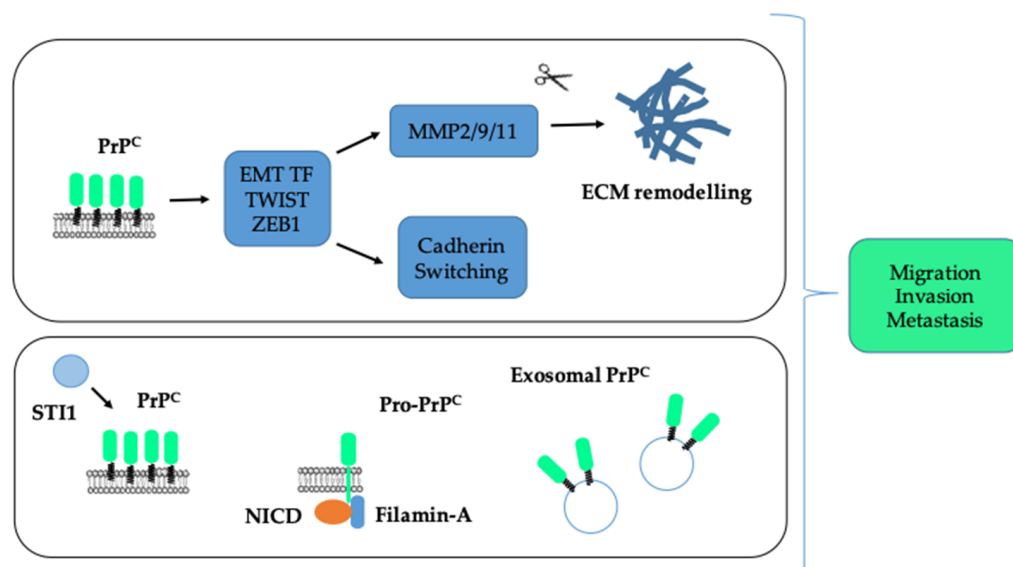 PrPC
EMT TF
TWIST
ZEB1
MMP2/9/11
Cadherin
Switching
ECM remodelling
Migration
Invasion
Metastasis
STI1
PrPC
Pro-PrPC
NICD
Filamin-A
Exosomal PrPC